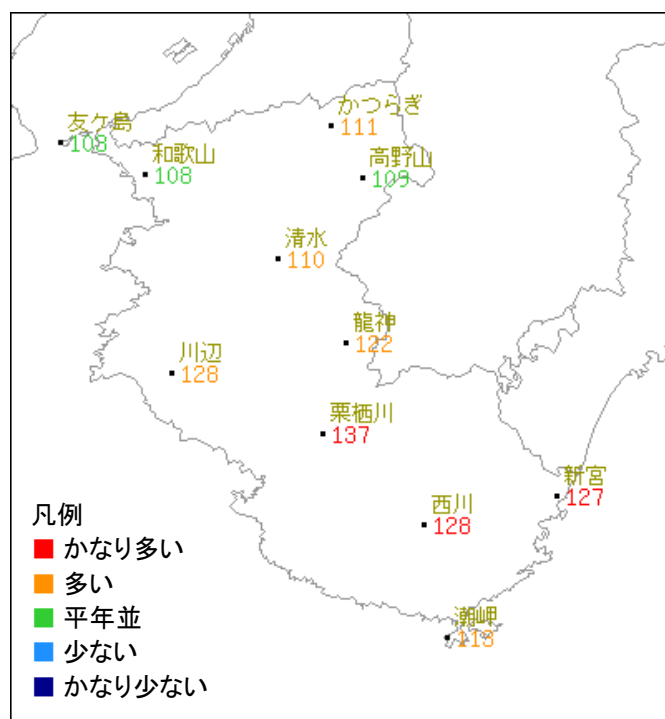 かつらぎ
111
友ケ島
108
和歌山
108
高野山
109
清水
110
龍神
122
川辺
128
栗栖川
137
新宮
127
西川
128
潮岬
113
凡例
かなり多い
多い
平年並
少ない
かなり少ない